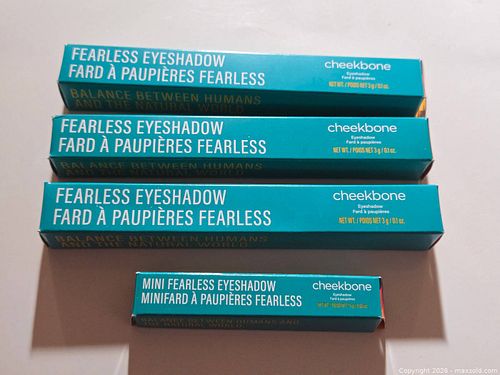 FEARLESS EYESHADOW
FARD À PAUPIÈRES FEARLESS
cheekbone
Eyeshadow
Fard à paupières
NET WT. / POIDS NET 3 g / 0.1 oz.
BALANCE BETWEEN HUMANS
AND THE NATURAL WORLD
FEARLESS EYESHADOW
FARD À PAUPIÈRES FEARLESS
cheekbone
Eyeshadow
Fard à paupières
NET WT. / POIDS NET 3 g / 0.1 oz.
BALANCE BETWEEN HUMANS
AND THE NATURAL WORLD
FEARLESS EYESHADOW
FARD À PAUPIÈRES FEARLESS
cheekbone
Eyeshadow
Fard à paupières
NET WT. / POIDS NET 3 g / 0.1 oz.
BALANCE BETWEEN HUMANS
AND THE NATURAL WORLD
MINI FEARLESS EYESHADOW
MINIFARD À PAUPIÈRES FEARLESS
cheekbone
Eyeshadow
Fard à paupières
BALANCE BETWEEN HUMANS AND
THE NATURAL WORLD
Copyright 2026 - maxsold.com